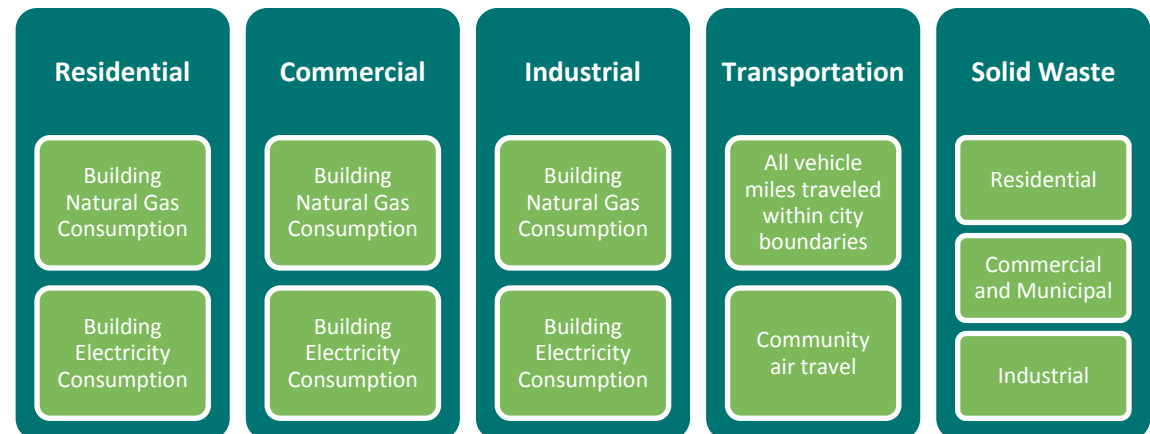 Residential
Building
Natural Gas
Consumption
Building
Electricity
Consumption
Commercial
Building
Natural Gas
Consumption
Building
Electricity
Consumption
Industrial
Building
Natural Gas
Consumption
Building
Electricity
Consumption
Transportation
All vehicle
miles traveled
within city
boundaries
Community
air travel
Solid Waste
Residential
Commercial
and Municipal
Industrial